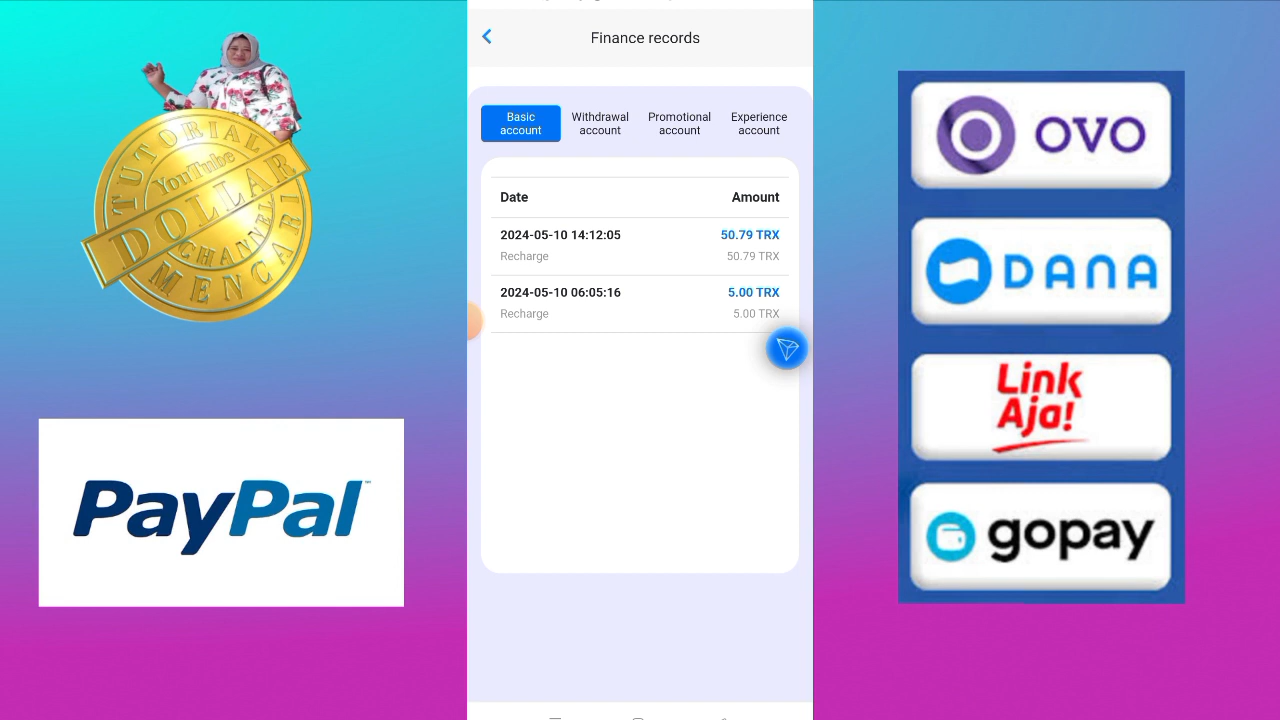 TUTORIAL
YouTube
DOLLAR
CHANNEL
MENCARI
PayPal™
Finance records
Basic account
Withdrawal account
Promotional account
Experience account
Date Amount
2024-05-10 14:12:05 50.79 TRX
Recharge 50.79 TRX
2024-05-10 06:05:16 5.00 TRX
Recharge 5.00 TRX
OVO
DANA
Link
Aja!
gopay